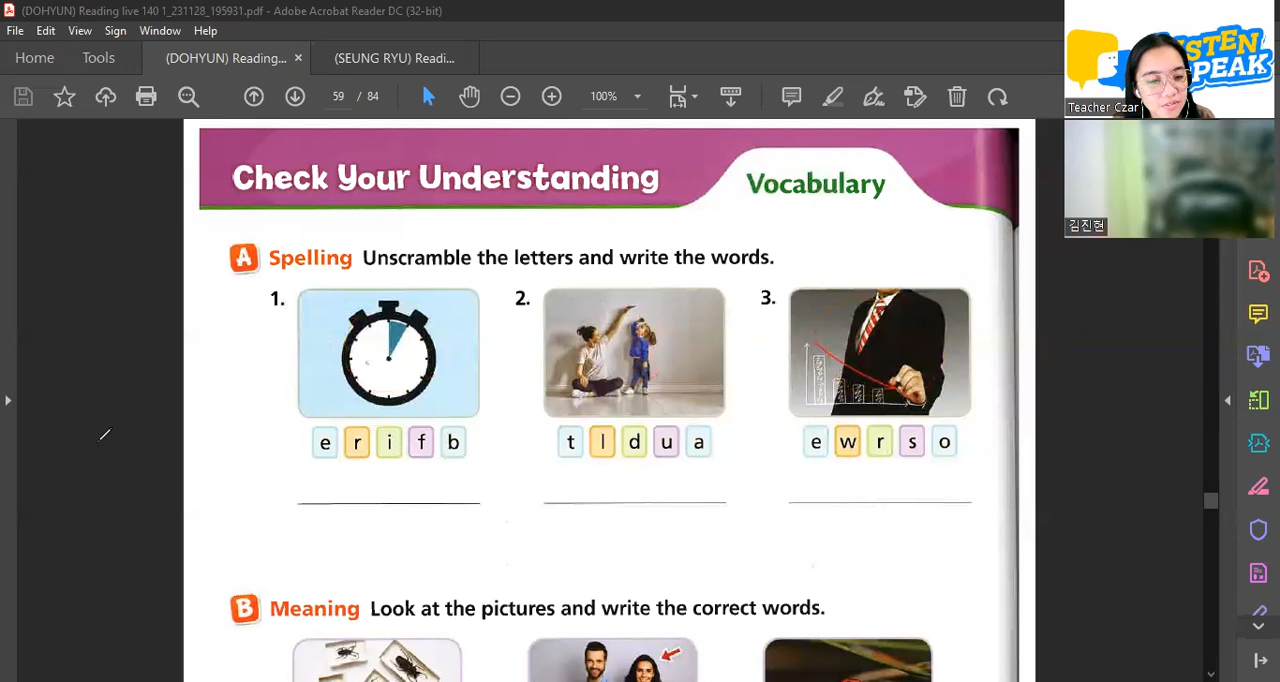 (DOHYUN) Reading live 140 1_231128_195931.pdf - Adobe Acrobat Reader DC (32-bit)
File Edit View Sign Window Help
Home Tools (DOHYUN) Reading... × (SEUNG RYU) Readi...
59 / 84 100%
LISTEN
SPEAK
Teacher Czar
김진현
Check Your Understanding Vocabulary
A Spelling Unscramble the letters and write the words.
1. 2. 3.
e r i f b t l d u a e w r s o
B Meaning Look at the pictures and write the correct words.